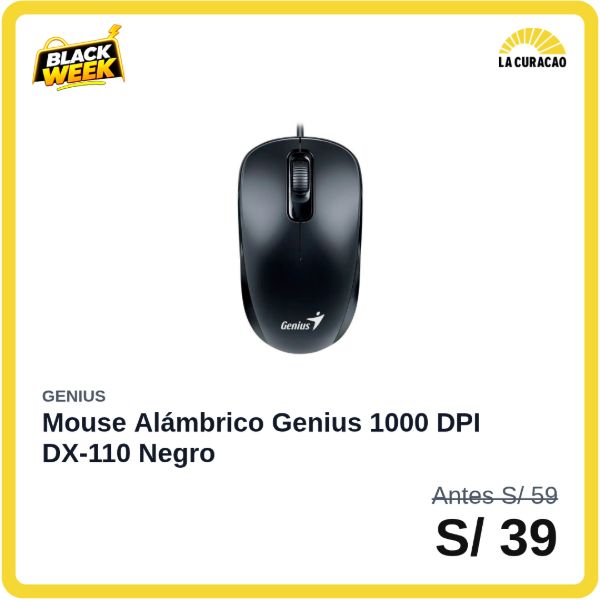 BLACK
WEEK
LA CURACAO
Genius
GENIUS
Mouse Alámbrico Genius 1000 DPI
DX-110 Negro
Antes S/ 59
S/ 39